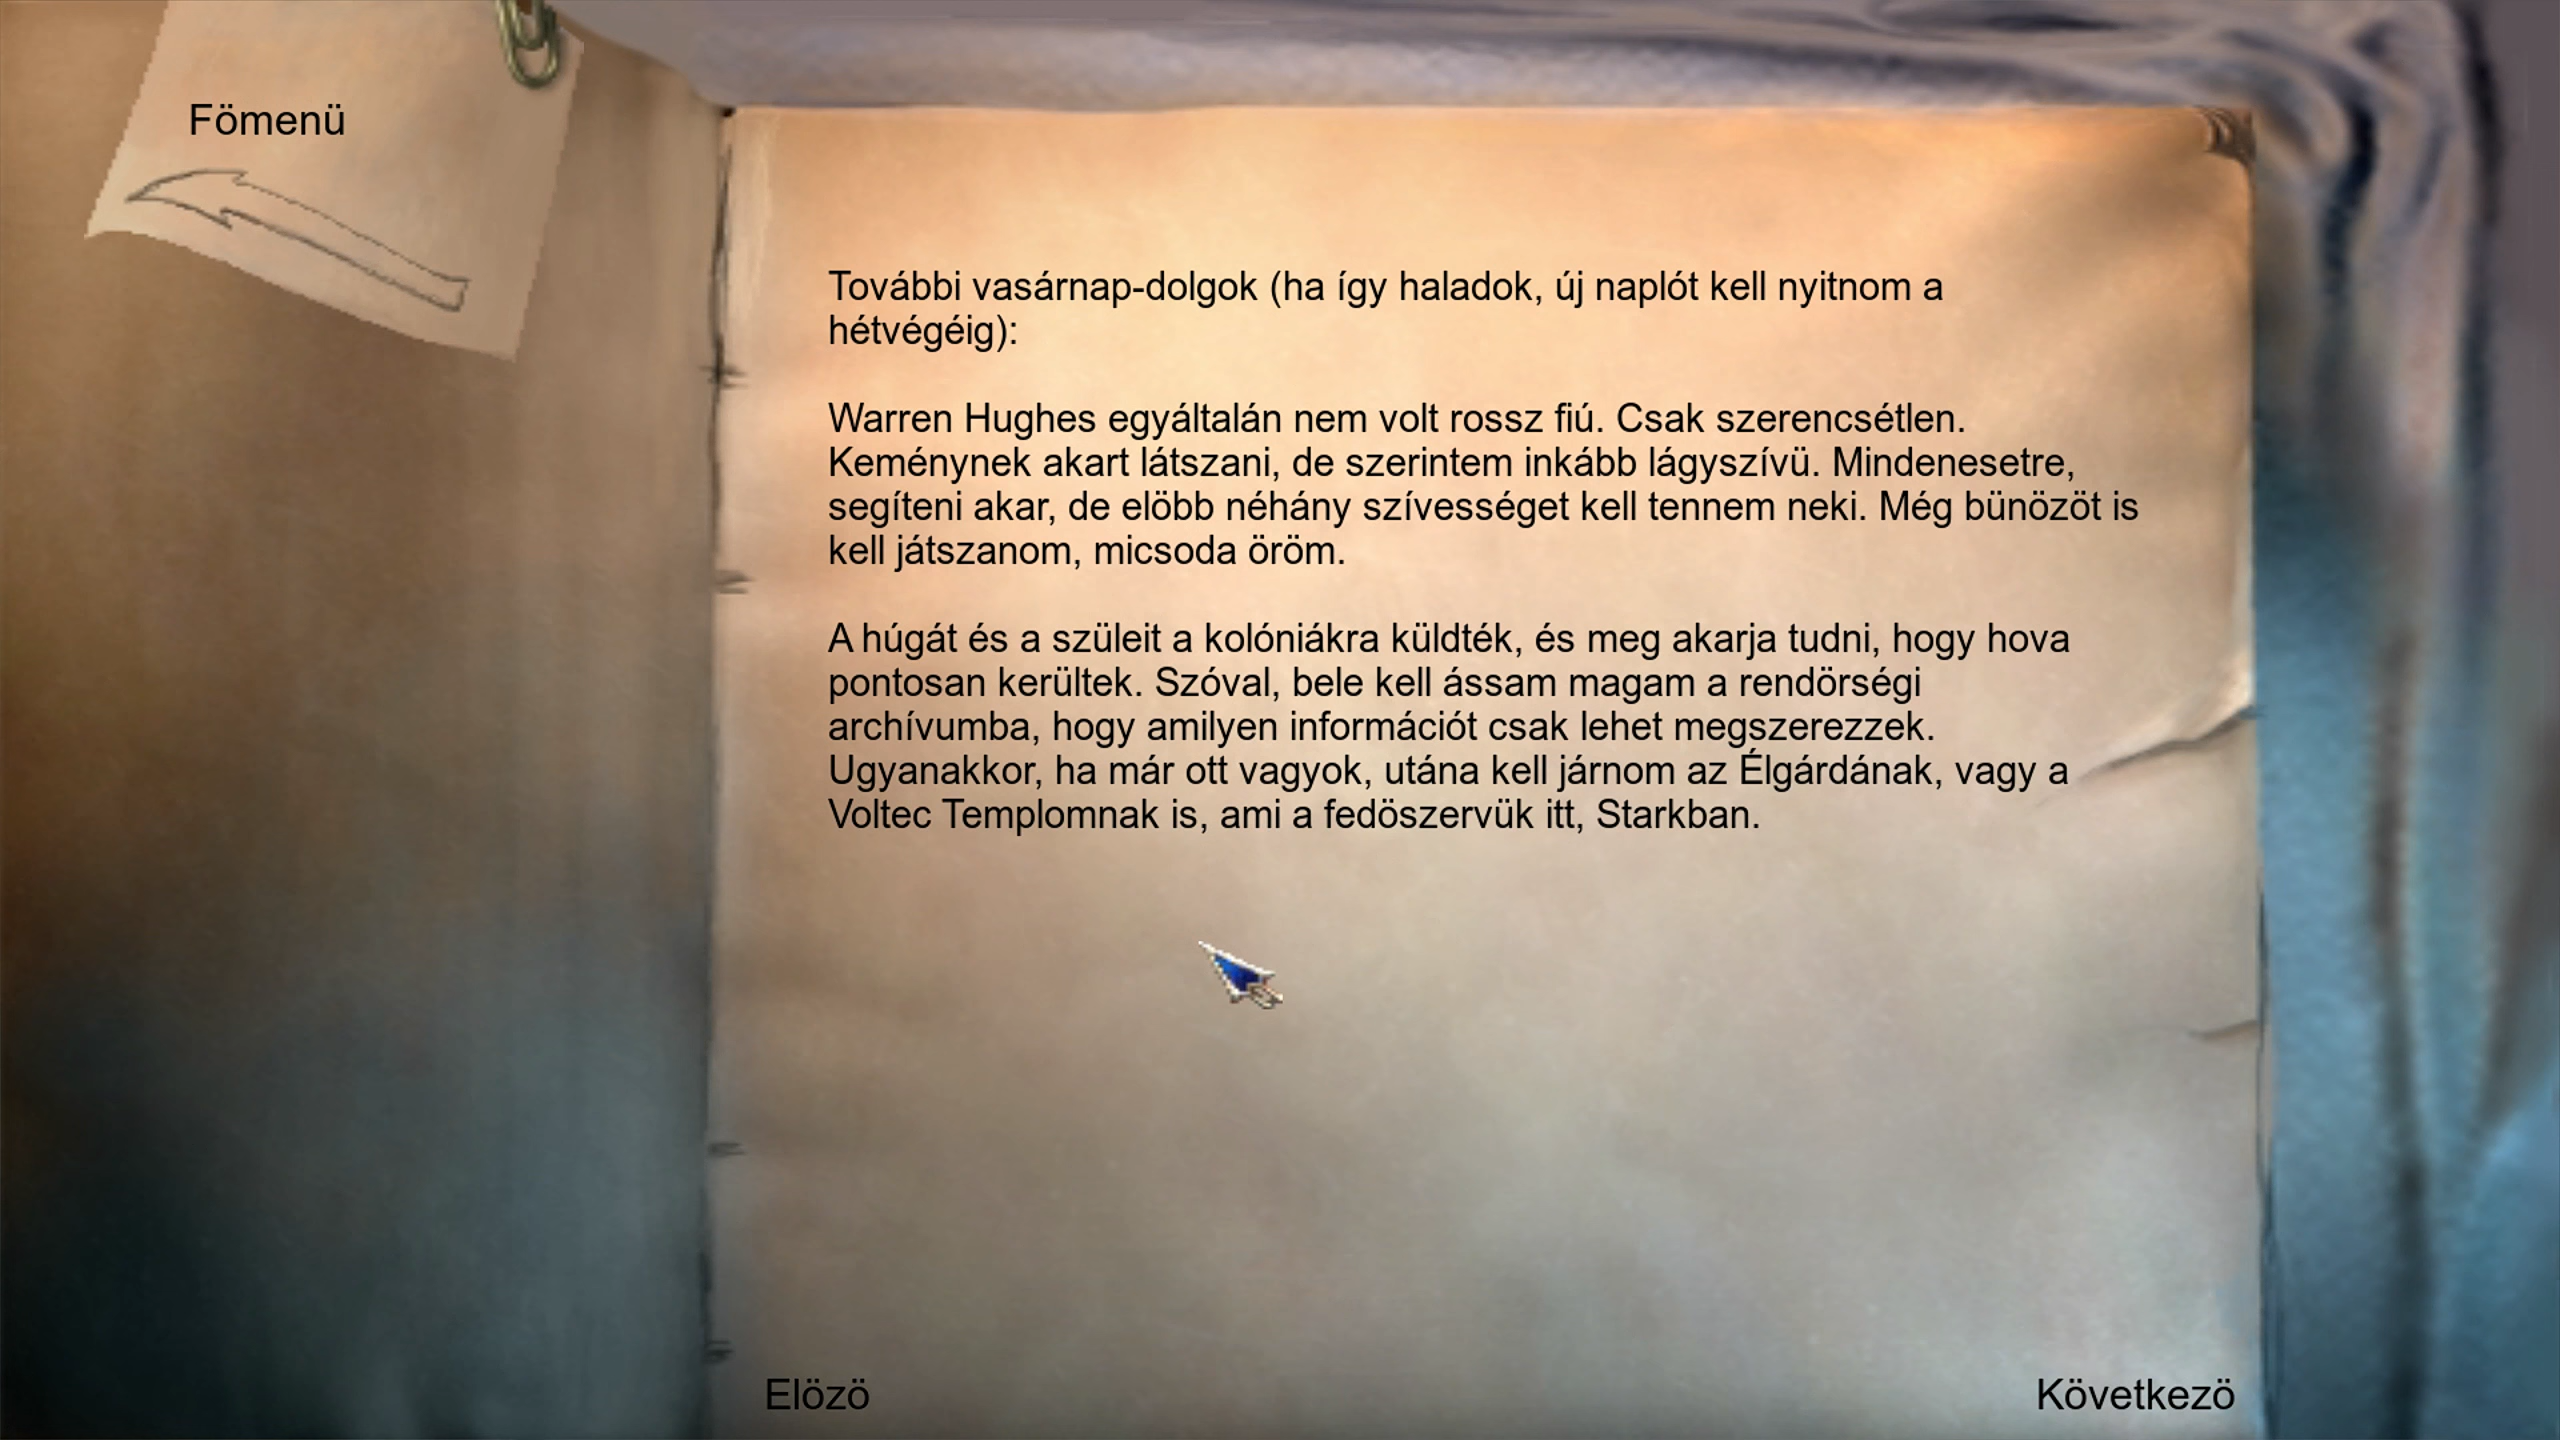 Fömenü
További vasárnap-dolgok (ha így haladok, új naplót kell nyitnom a
hétvégéig):
Warren Hughes egyáltalán nem volt rossz fiú. Csak szerencsétlen.
Keménynek akart látszani, de szerintem inkább lágyszívü. Mindenesetre,
segíteni akar, de elöbb néhány szívességet kell tennem neki. Még bünözöt is
kell játszanom, micsoda öröm.
A húgát és a szüleit a kolóniákra küldték, és meg akarja tudni, hogy hova
pontosan kerültek. Szóval, bele kell ássam magam a rendörségi
archívumba, hogy amilyen információt csak lehet megszerezzek.
Ugyanakkor, ha már ott vagyok, utána kell járnom az Élgárdának, vagy a
Voltec Templomnak is, ami a fedöszervük itt, Starkban.
Elözö
Következö